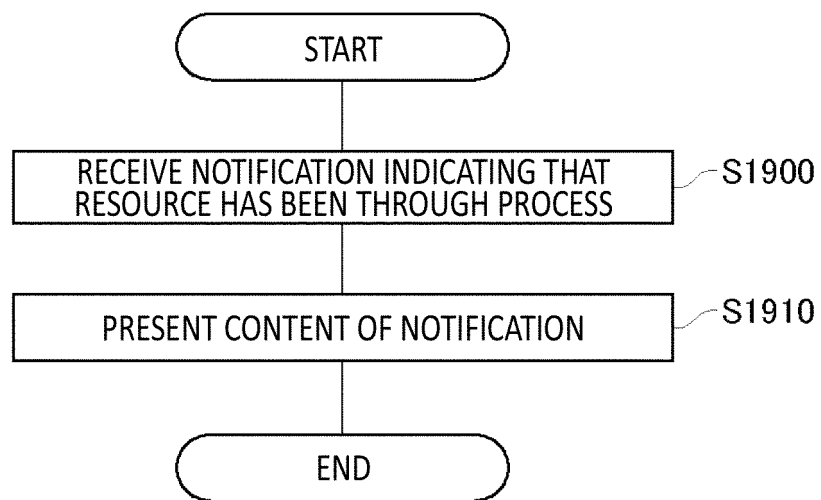 START
RECEIVE NOTIFICATION INDICATING THAT
RESOURCE HAS BEEN THROUGH PROCESS
S1900
PRESENT CONTENT OF NOTIFICATION
S1910
END